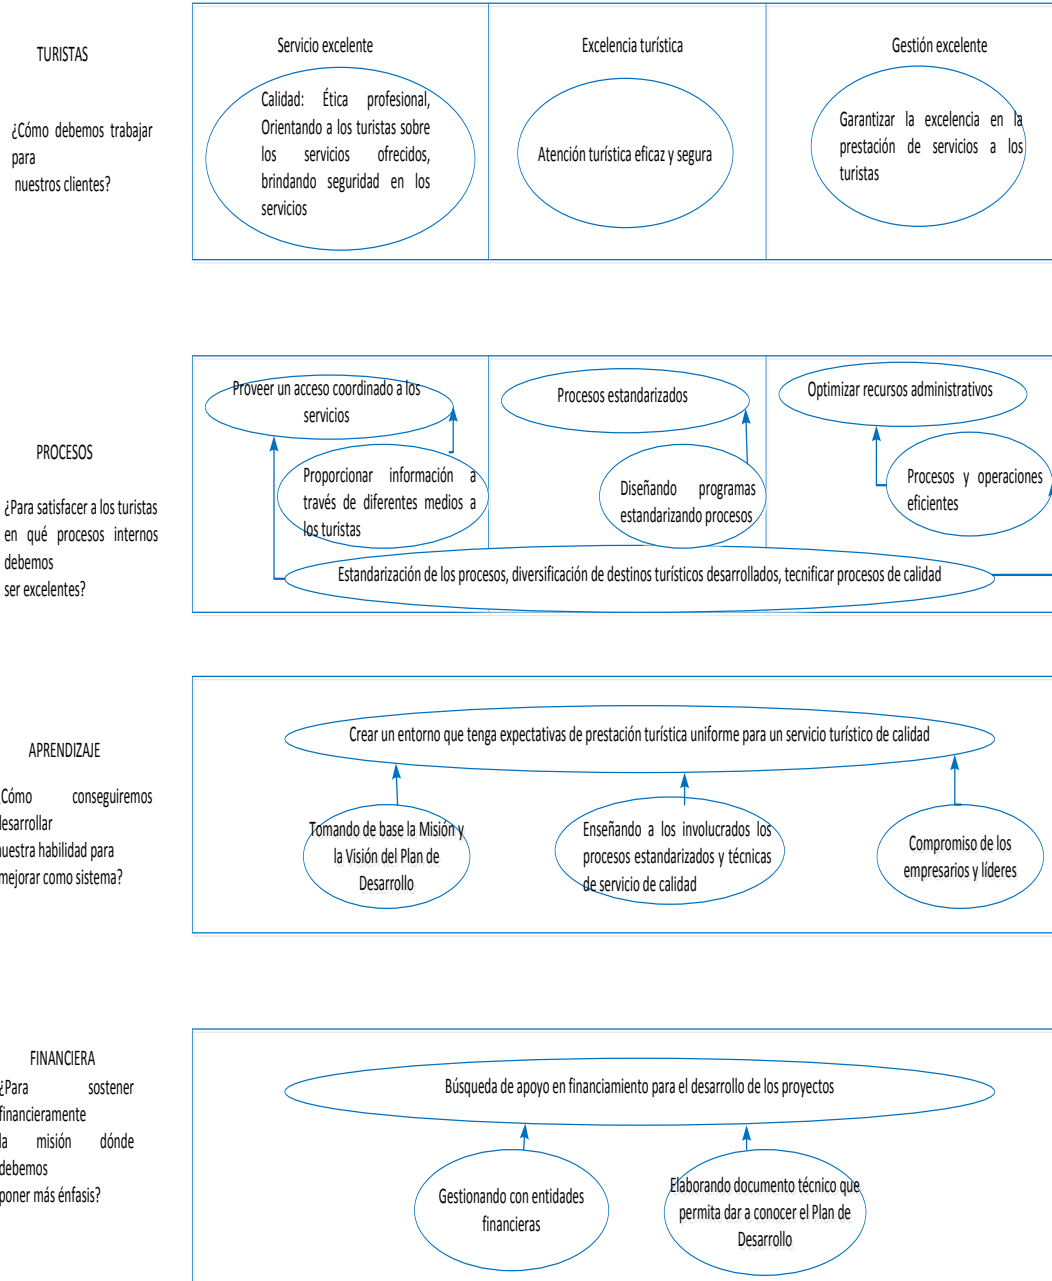 TURISTAS
¿Cómo debemos trabajar
para
nuestros clientes?
Servicio excelente
Calidad: Ética profesional,
Orientando a los turistas sobre
los servicios ofrecidos,
brindando seguridad en los
servicios
Excelencia turística
Atención turística eficaz y segura
Gestión excelente
Garantizar la excelencia en la
prestación de servicios a los
turistas
PROCESOS
¿Para satisfacer a los turistas
en qué procesos internos
debemos
ser excelentes?
Proveer un acceso coordinado a los
servicios
Proporcionar información a
través de diferentes medios a
los turistas
Procesos estandarizados
Diseñando programas
estandarizando procesos
Optimizar recursos administrativos
Procesos y operaciones
eficientes
Estandarización de los procesos, diversificación de destinos turísticos desarrollados, tecnificar procesos de calidad
APRENDIZAJE
¿Cómo conseguiremos
desarrollar
nuestra habilidad para
mejorar como sistema?
Crear un entorno que tenga expectativas de prestación turística uniforme para un servicio turístico de calidad
Tomando de base la Misión y
la Visión del Plan de
Desarrollo
Enseñando a los involucrados los
procesos estandarizados y técnicas
de servicio de calidad
Compromiso de los
empresarios y líderes
FINANCIERA
¿Para sostener
financieramente
la misión dónde
debemos
poner más énfasis?
Búsqueda de apoyo en financiamiento para el desarrollo de los proyectos
Gestionando con entidades
financieras
Elaborando documento técnico que
permita dar a conocer el Plan de
Desarrollo